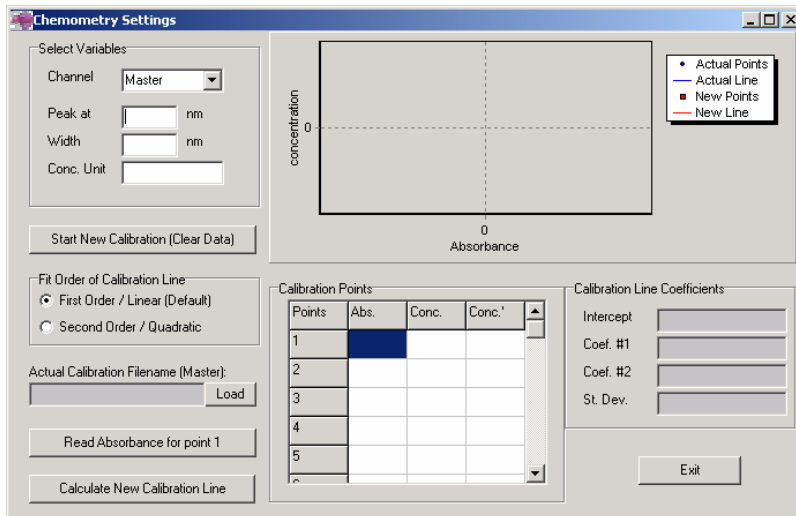 Chemometry Settings
Select Variables
Channel
Master
Peak at
nm
Width
nm
Conc. Unit
Start New Calibration (Clear Data)
Fit Order of Calibration Line
First Order / Linear (Default)
Second Order / Quadratic
Actual Calibration Filename (Master):
Load
Read Absorbance for point 1
Calculate New Calibration Line
concentration
0
0
Absorbance
Actual Points
Actual Line
New Points
New Line
Calibration Points
Points Abs. Conc. Conc.'
1
2
3
4
5
Calibration Line Coefficients
Intercept
Coef. #1
Coef. #2
St. Dev.
Exit